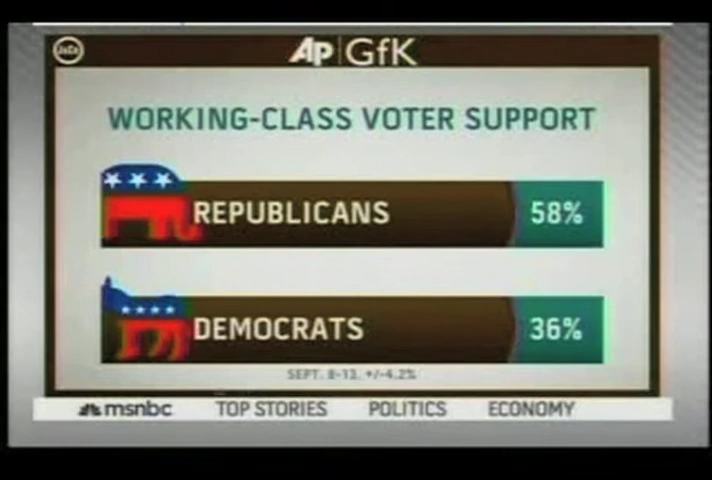 AP GfK
WORKING-CLASS VOTER SUPPORT
REPUBLICANS 58%
DEMOCRATS 36%
SEPT. 8-13, +/-4.2%
msnbc TOP STORIES POLITICS ECONOMY